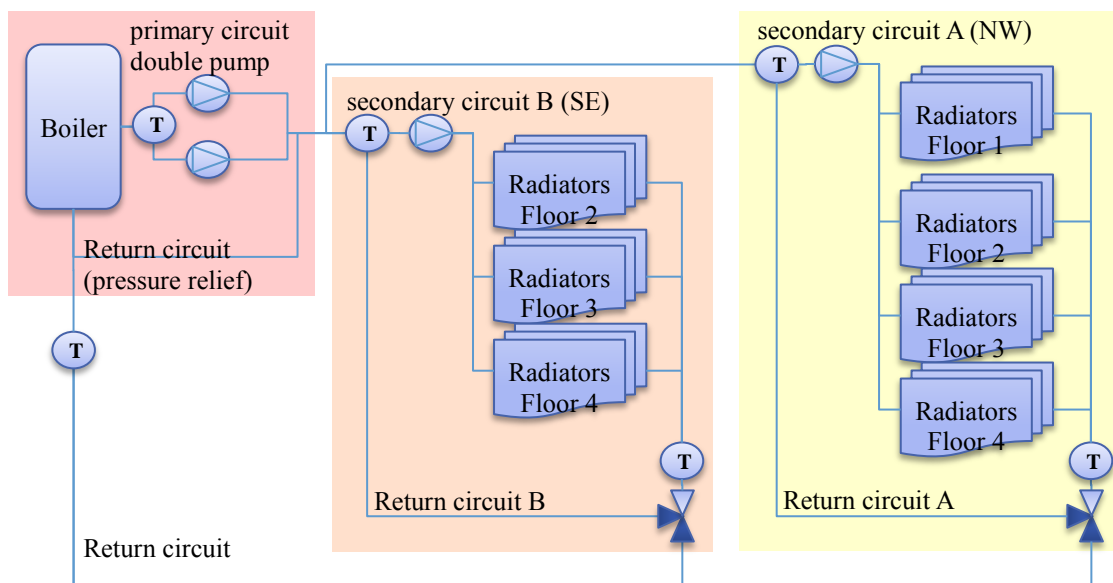 primary circuit
double pump
Boiler
T
Return circuit
(pressure relief)
T
Return circuit
secondary circuit B (SE)
T
Radiators
Floor 2
Radiators
Floor 3
Radiators
Floor 4
T
Return circuit B
secondary circuit A (NW)
T
Radiators
Floor 1
Radiators
Floor 2
Radiators
Floor 3
Radiators
Floor 4
T
Return circuit A